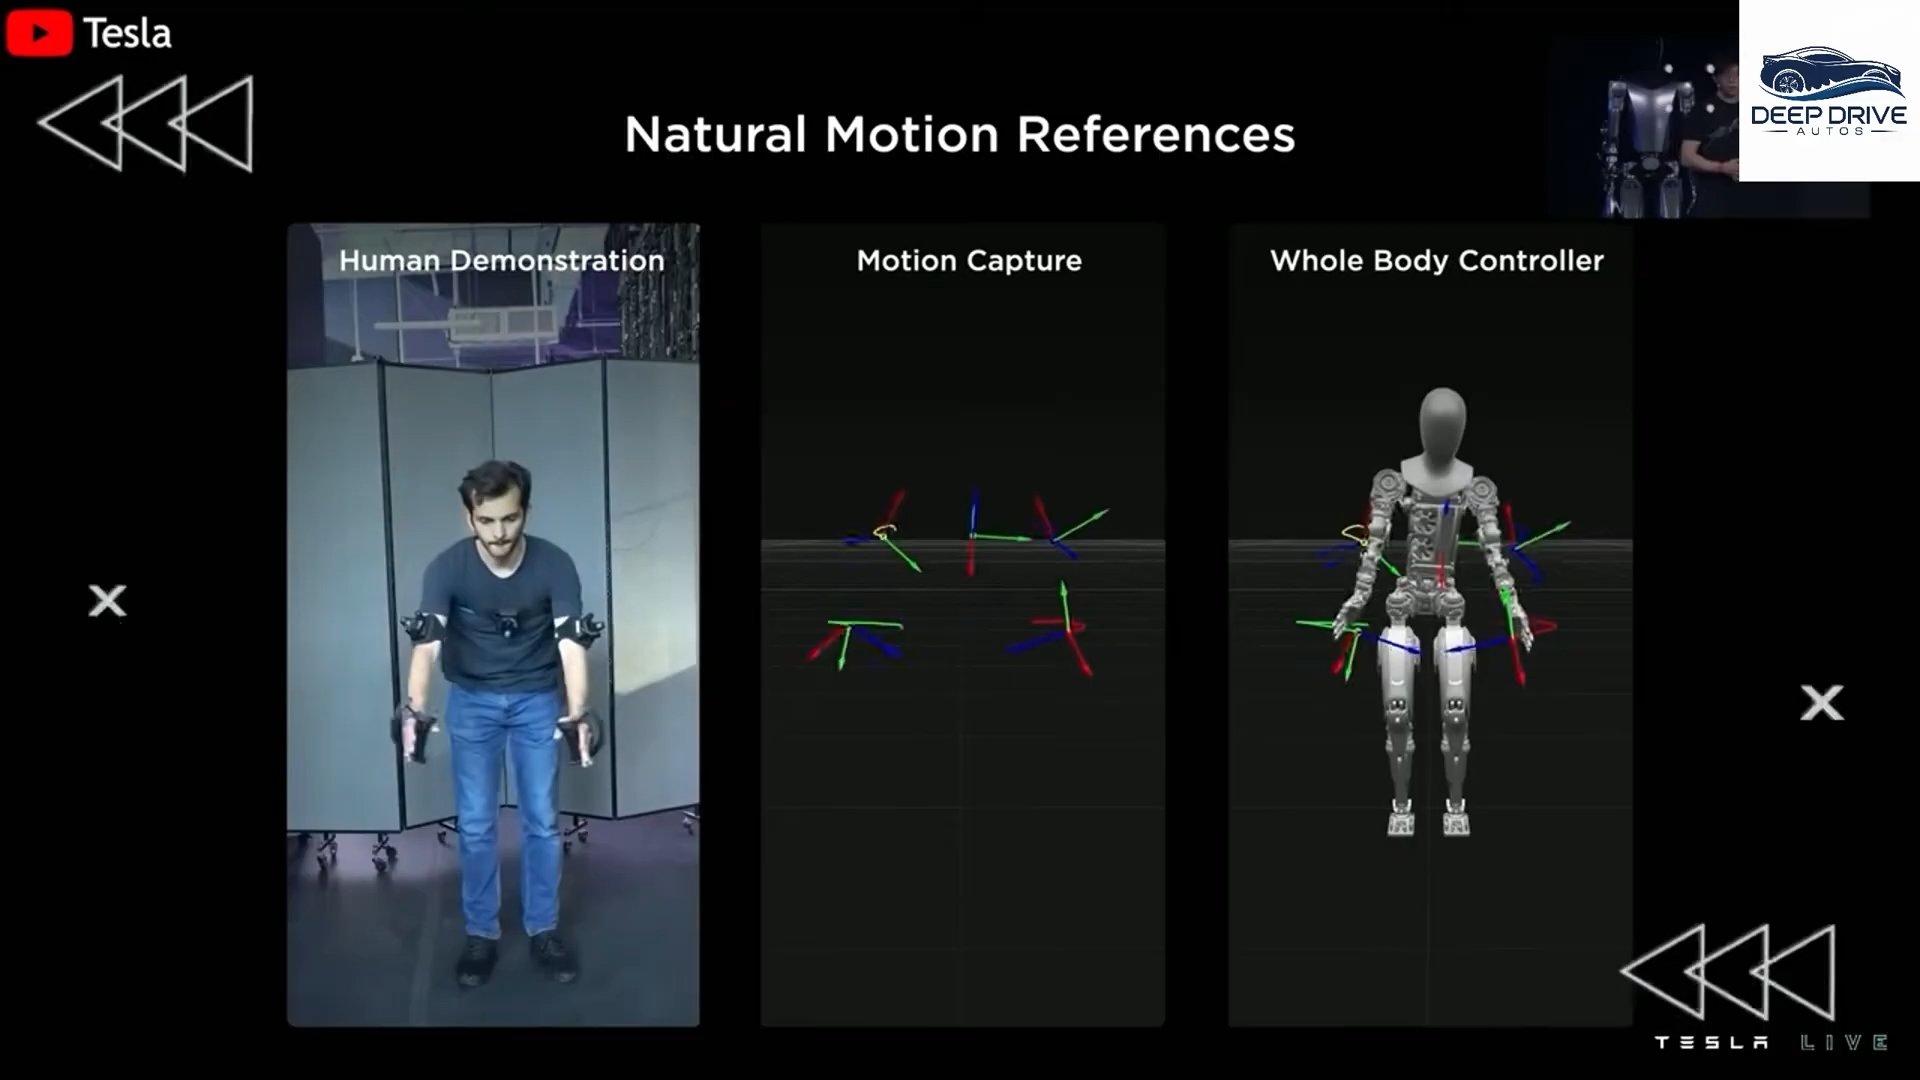 Tesla
DEEP DRIVE
AUTOS
Natural Motion References
Human Demonstration
Motion Capture
Whole Body Controller
TESLA LIVE